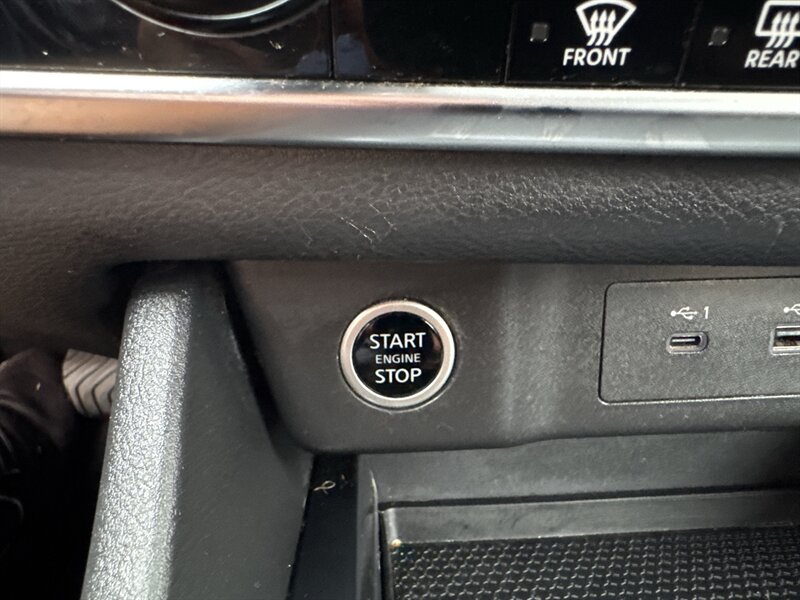 FRONT
REAR
1
START
ENGINE
STOP